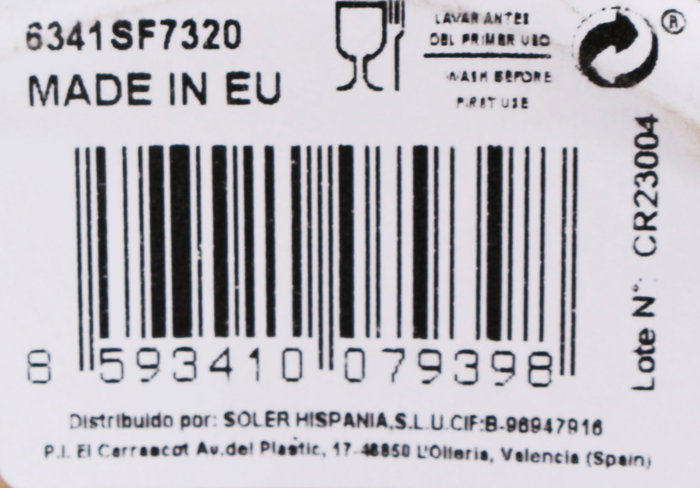 6341SF7320
MADE IN EU
LAVAR ANTES
DEL PRIMER USO
WASH BEFORE
FIRST USE
®
Lote Nº: CR23004
8 593410 079398
Distribuido por: SOLER HISPANIA,S.L.U.CIF:B-96947916
P.I. El Carrascot Av.del Plastic, 17-46850 L'Olleria, Valencia (Spain)